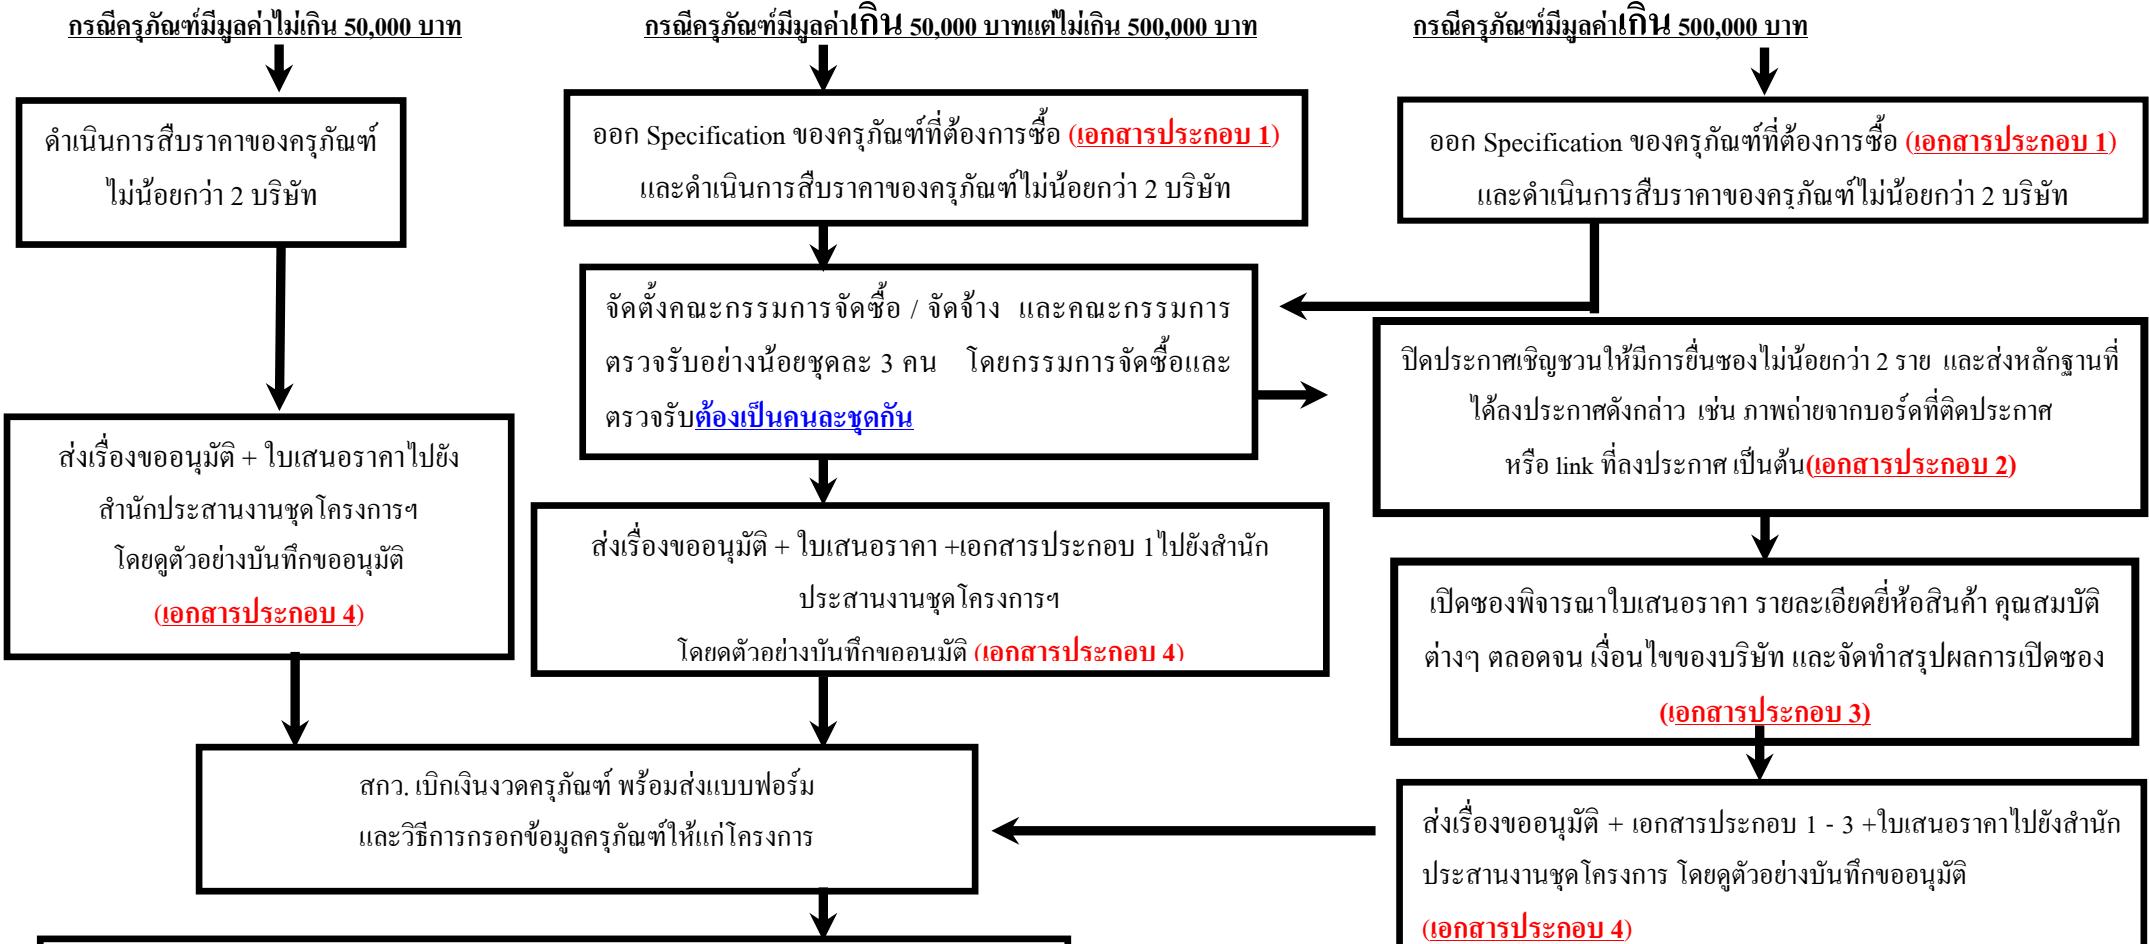 กรณีครุภัณฑ์มีมูลค่าไม่เกิน 50,000 บาท
ดำเนินการสืบราคาของครุภัณฑ์
ไม่น้อยกว่า 2 บริษัท
ส่งเรื่องขออนุมัติ + ใบเสนอราคาไปยัง
สำนักประสานงานชุดโครงการฯ
โดยดูตัวอย่างบันทึกขออนุมัติ
(เอกสารประกอบ 4)
กรณีครุภัณฑ์มีมูลค่าเกิน 50,000 บาทแต่ไม่เกิน 500,000 บาท
ออก Specification ของครุภัณฑ์ที่ต้องการซื้อ (เอกสารประกอบ 1)
และดำเนินการสืบราคาของครุภัณฑ์ไม่น้อยกว่า 2 บริษัท
จัดตั้งคณะกรรมการจัดซื้อ / จัดจ้าง และคณะกรรมการ
ตรวจรับอย่างน้อยชุดละ 3 คน โดยกรรมการจัดซื้อและ
ตรวจรับต้องเป็นคนละชุดกัน
ส่งเรื่องขออนุมัติ + ใบเสนอราคา +เอกสารประกอบ 1ไปยังสำนัก
ประสานงานชุดโครงการฯ
โดยดูตัวอย่างบันทึกขออนุมัติ (เอกสารประกอบ 4)
กรณีครุภัณฑ์มีมูลค่าเกิน 500,000 บาท
ออก Specification ของครุภัณฑ์ที่ต้องการซื้อ (เอกสารประกอบ 1)
และดำเนินการสืบราคาของครุภัณฑ์ไม่น้อยกว่า 2 บริษัท
ปิดประกาศเชิญชวนให้มีการยื่นซองไม่น้อยกว่า 2 ราย และส่งหลักฐานที่
ได้ลงประกาศดังกล่าว เช่น ภาพถ่ายจากบอร์ดที่ติดประกาศ
หรือ link ที่ลงประกาศ เป็นต้น(เอกสารประกอบ 2)
เปิดซองพิจารณาใบเสนอราคา รายละเอียดยี่ห้อสินค้า คุณสมบัติ
ต่างๆ ตลอดจน เงื่อนไขของบริษัท และจัดทำสรุปผลการเปิดซอง
(เอกสารประกอบ 3)
ส่งเรื่องขออนุมัติ + เอกสารประกอบ 1 - 3 +ใบเสนอราคาไปยังสำนัก
ประสานงานชุดโครงการ โดยดูตัวอย่างบันทึกขออนุมัติ
(เอกสารประกอบ 4)
สกว. เบิกเงินงวดครุภัณฑ์ พร้อมส่งแบบฟอร์ม
และวิธีการกรอกข้อมูลครุภัณฑ์ให้แก่โครงการ